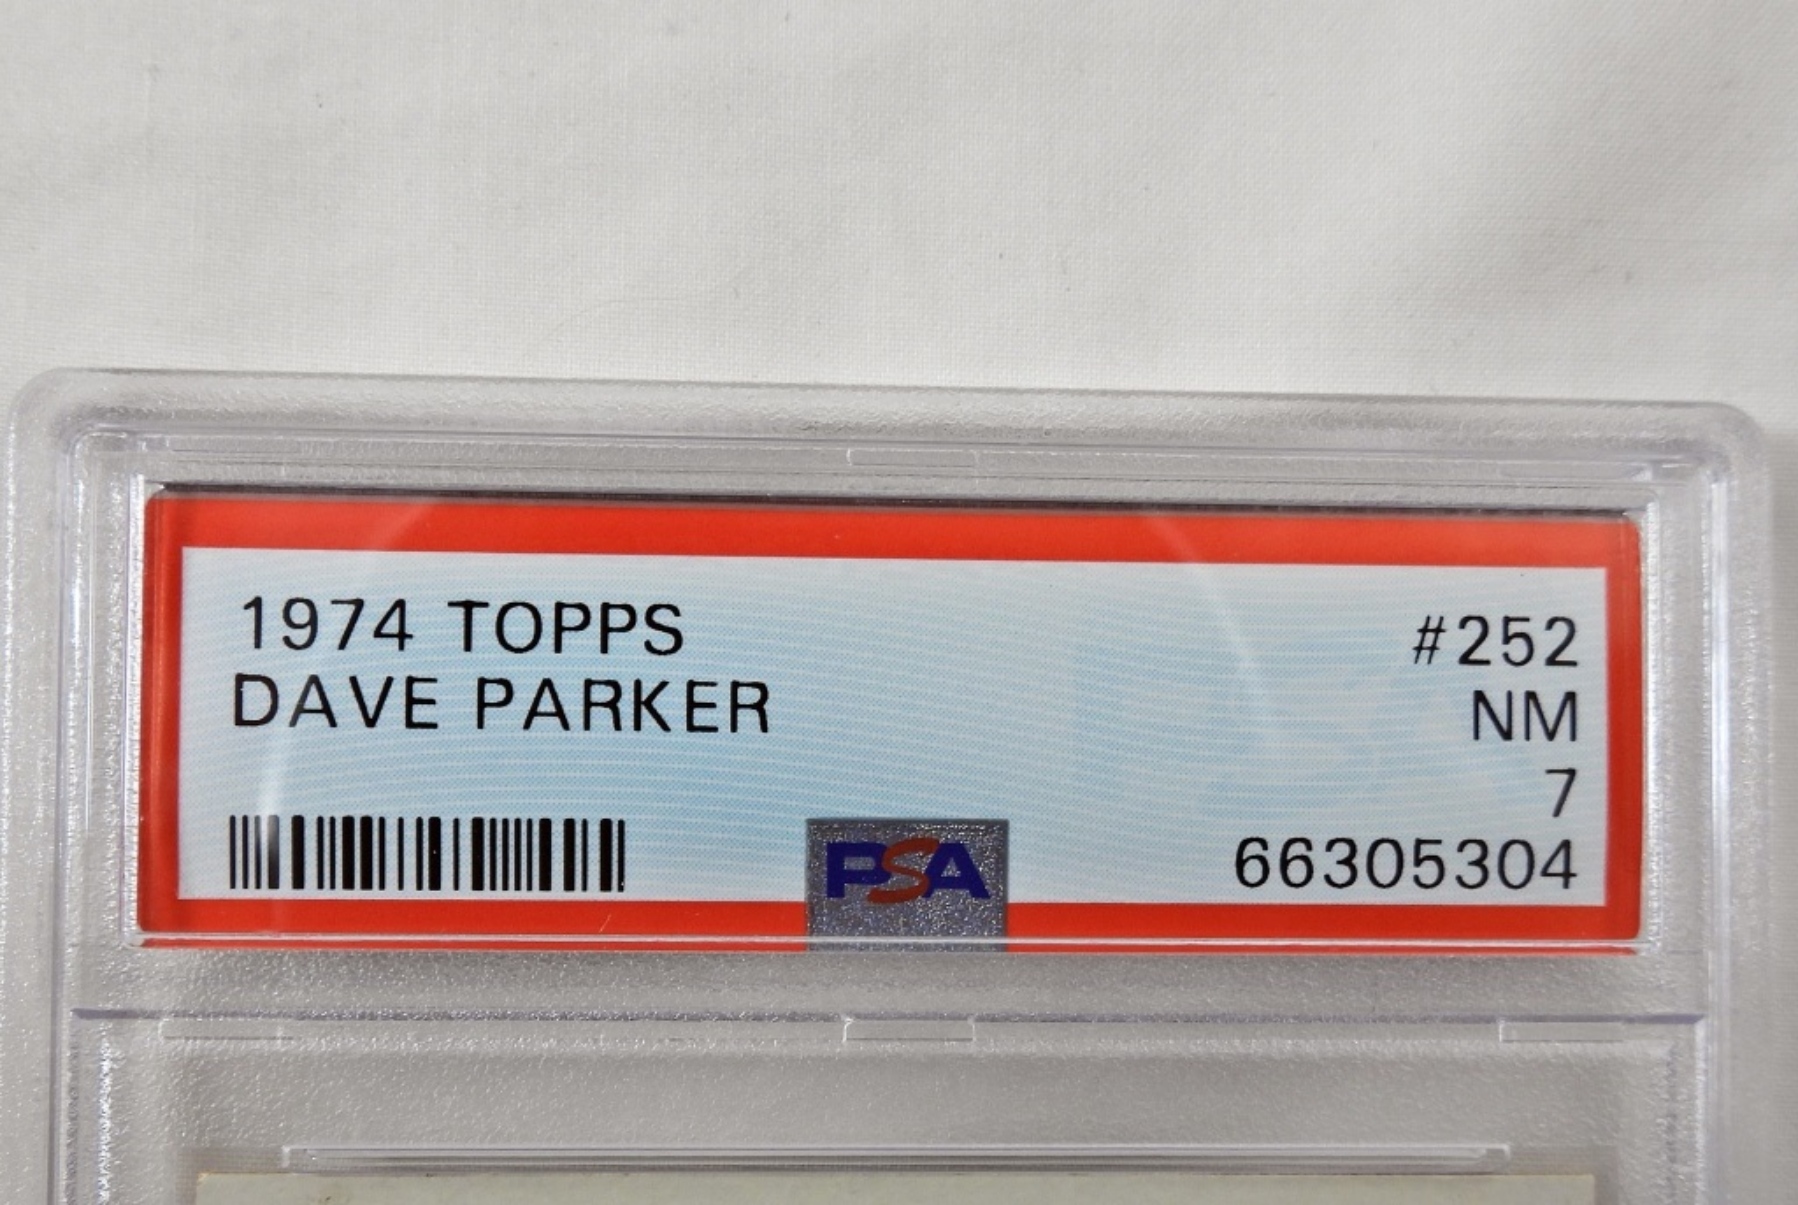 1974 TOPPS #252
DAVE PARKER NM
7
PSA 66305304